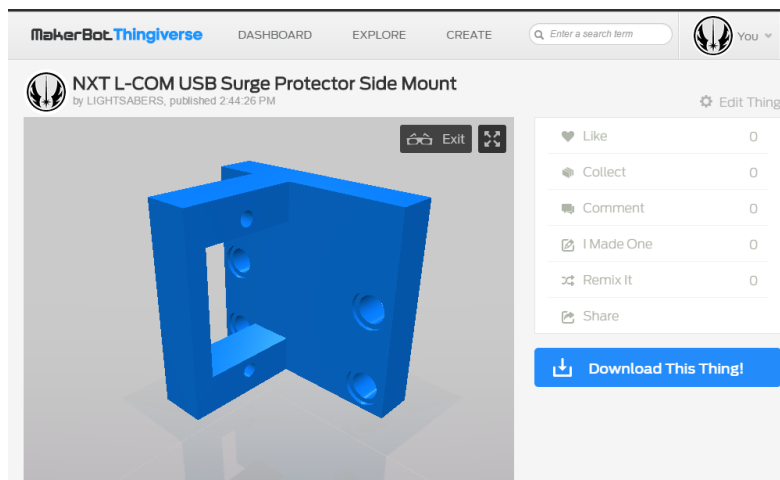 MakerBot Thingiverse DASHBOARD EXPLORE CREATE Enter a search term You
NXT L-COM USB Surge Protector Side Mount
by LIGHTSABERS, published 2:44:26 PM
Edit Thing
Exit
Like 0
Collect 0
Comment 0
I Made One 0
Remix It 0
Share
Download This Thing!